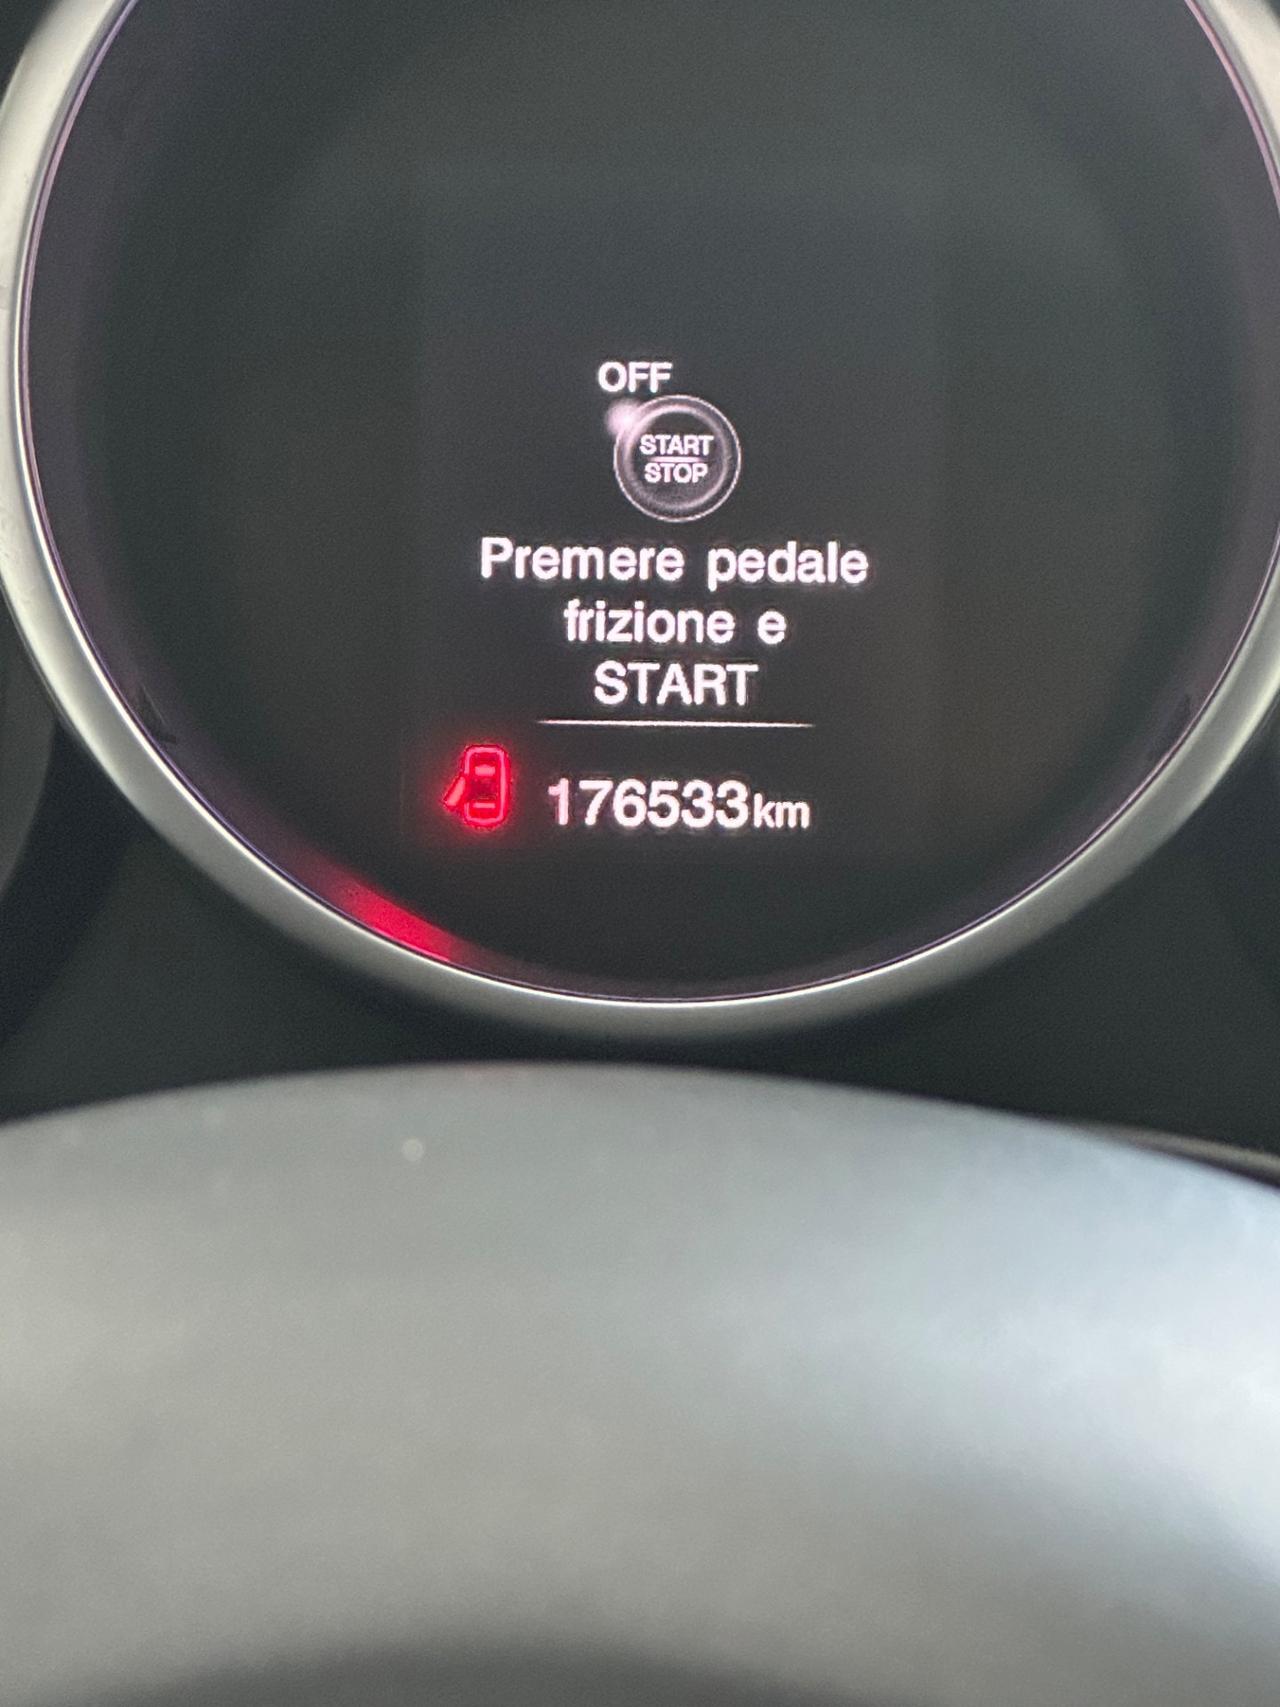 OFF
START
STOP
Premere pedale
frizione e
START
176533km